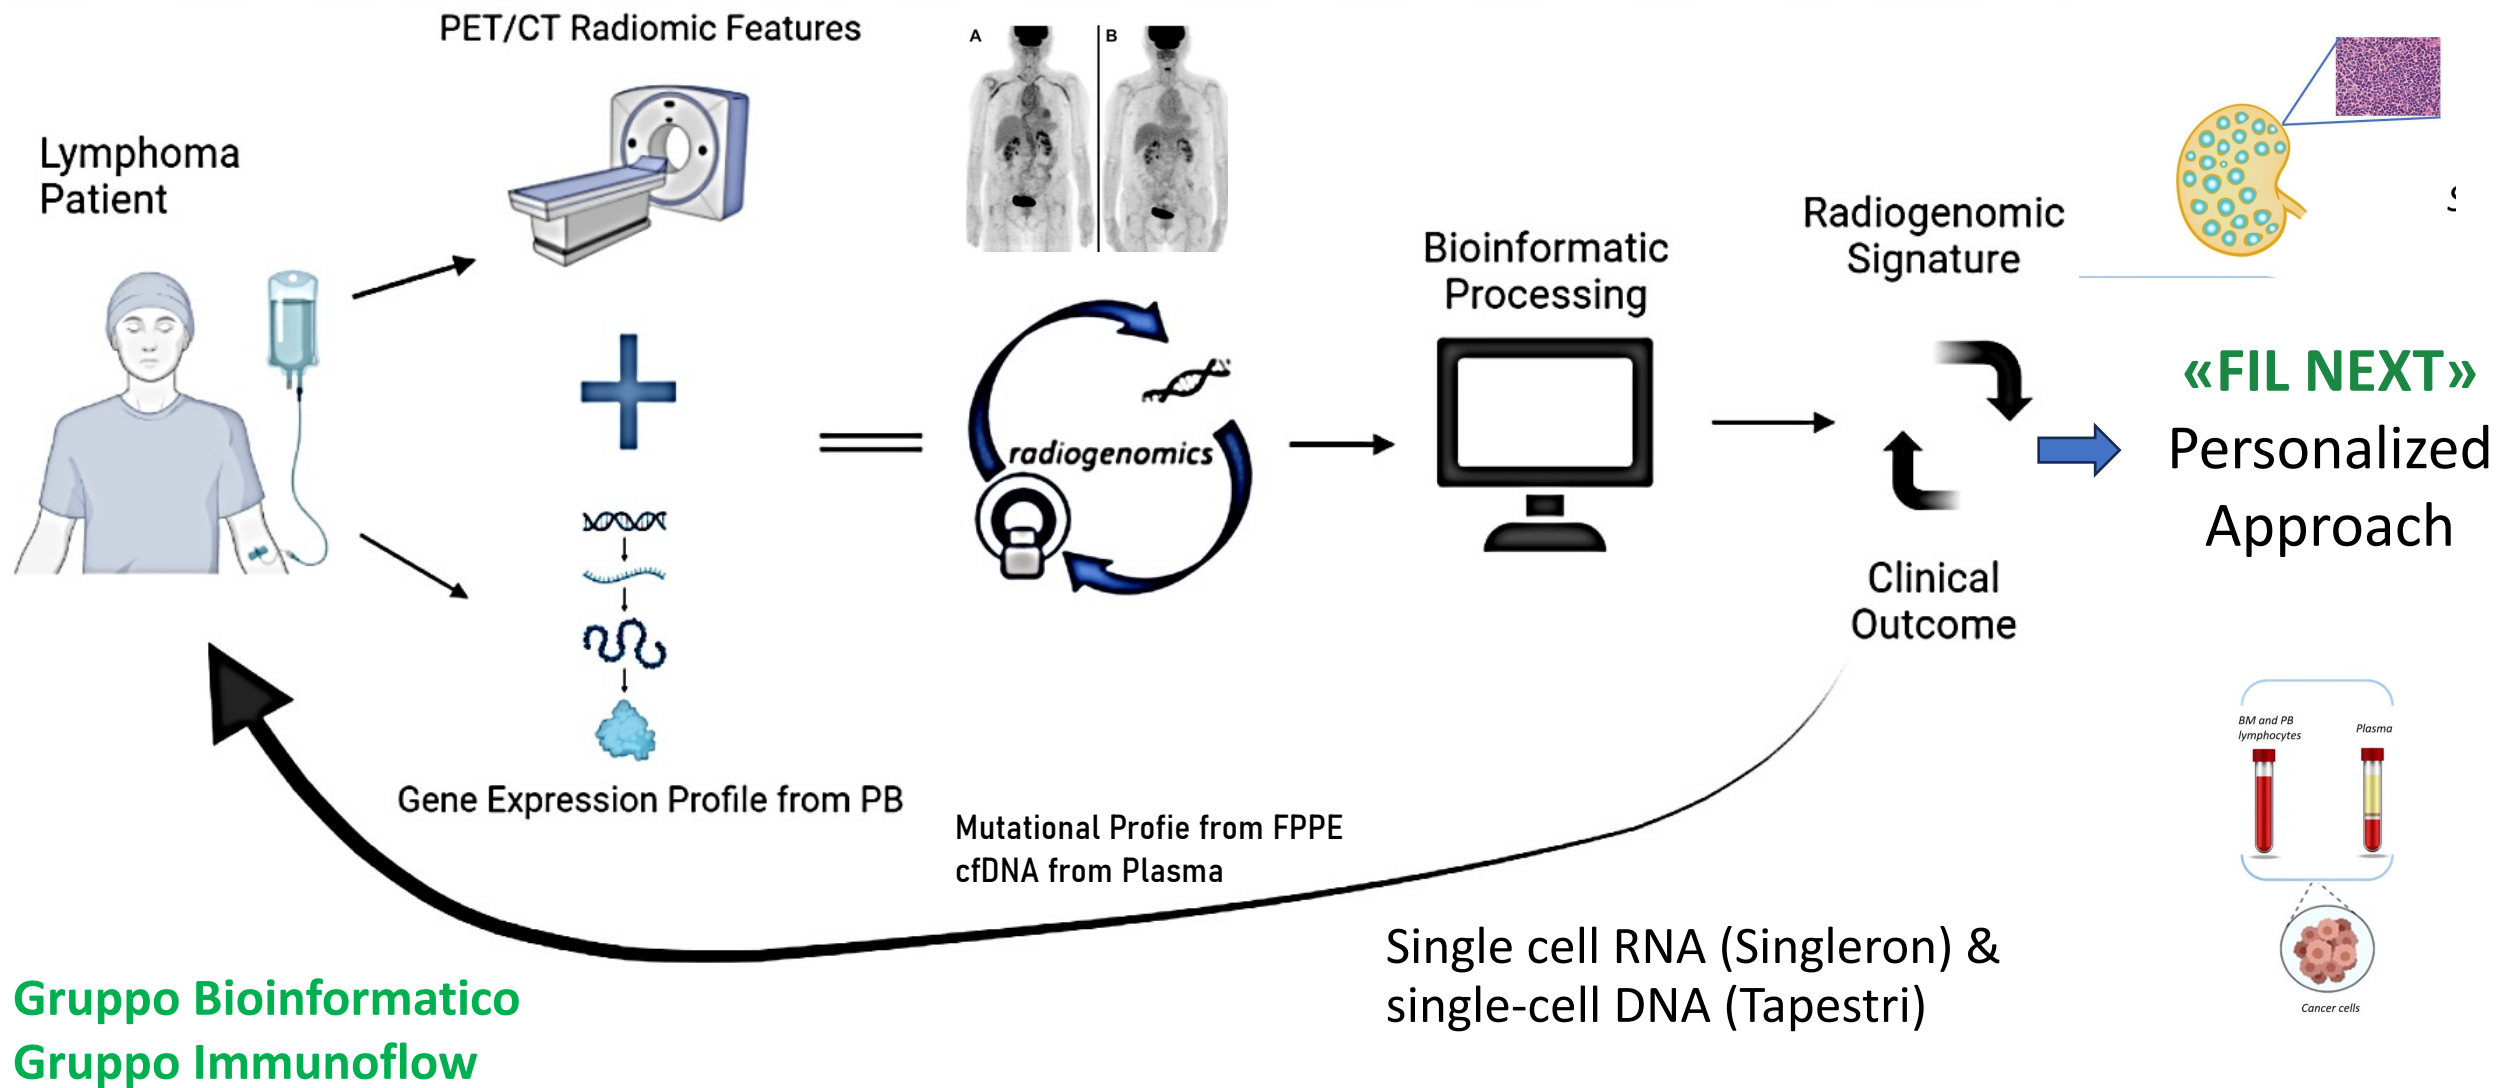 PET/CT Radiomic Features
A
B
Lymphoma
Patient
Radiogenomic
Signature
Bioinformatic
Processing
radiogenomics
«FIL NEXT»
Personalized
Approach
Clinical
Outcome
Gene Expression Profile from PB
Mutational Profie from FPPE
cfDNA from Plasma
BM and PB
lymphocytes
Plasma
Cancer cells
Single cell RNA (Singleron) &
single-cell DNA (Tapestri)
Gruppo Bioinformatico
Gruppo Immunoflow